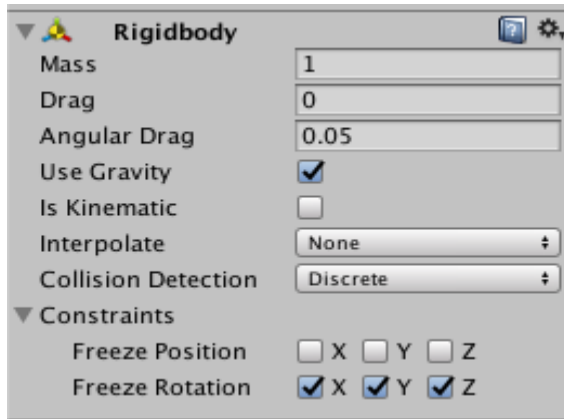 Rigidbody
Mass 1
Drag 0
Angular Drag 0.05
Use Gravity
Is Kinematic
Interpolate None
Collision Detection Discrete
Constraints
Freeze Position X Y Z
Freeze Rotation X Y Z